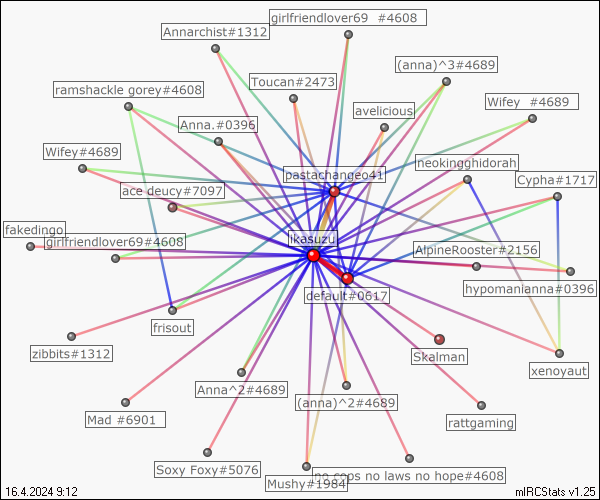 girlfriendlover69 #4608
Annarchist#1312
(anna)^3#4689
Toucan#2473
ramshackle gorey#4608
Wifey #4689
avelicious
Anna.#0396
Wifey#4689
neokingghidorah
pastachangeo41
Cypha#1717
ace deucy#7097
fakedingo
girlfriendlover69#4608
ikasuzu
AlpineRooster#2156
hypomanianna#0396
default#0617
frisout
zibbits#1312
Skalman
xenoyaut
Anna^2#4689
(anna)^2#4689
Mad #6901
rattgaming
Soxy Foxy#5076
no cops no laws no hope#4608
Mushy#1984
16.4.2024 9:12
mIRCStats v1.25